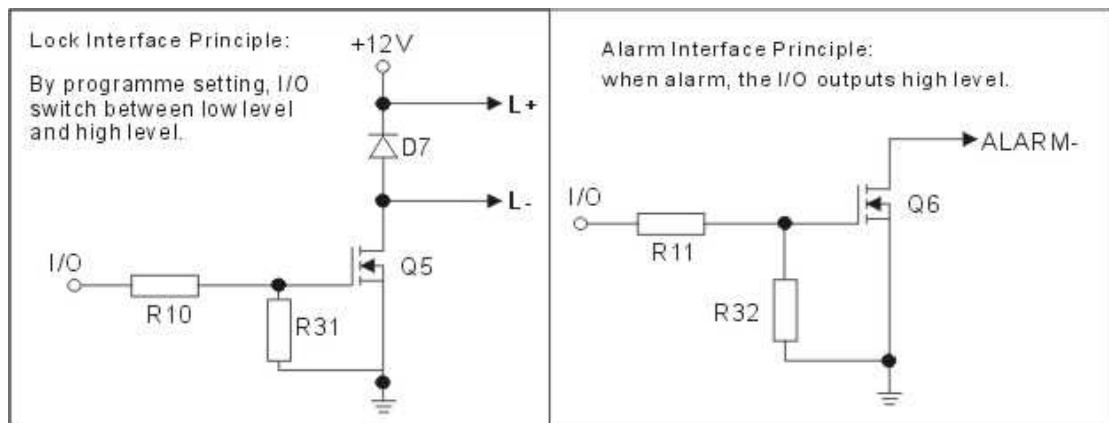 Lock Interface Principle:
By programme setting, I/O
switch between low level
and high level.
+12V
L+
D7
L-
I/O
Q5
R10
R31
Alarm Interface Principle:
when alarm, the I/O outputs high level.
ALARM-
I/O
Q6
R11
R32